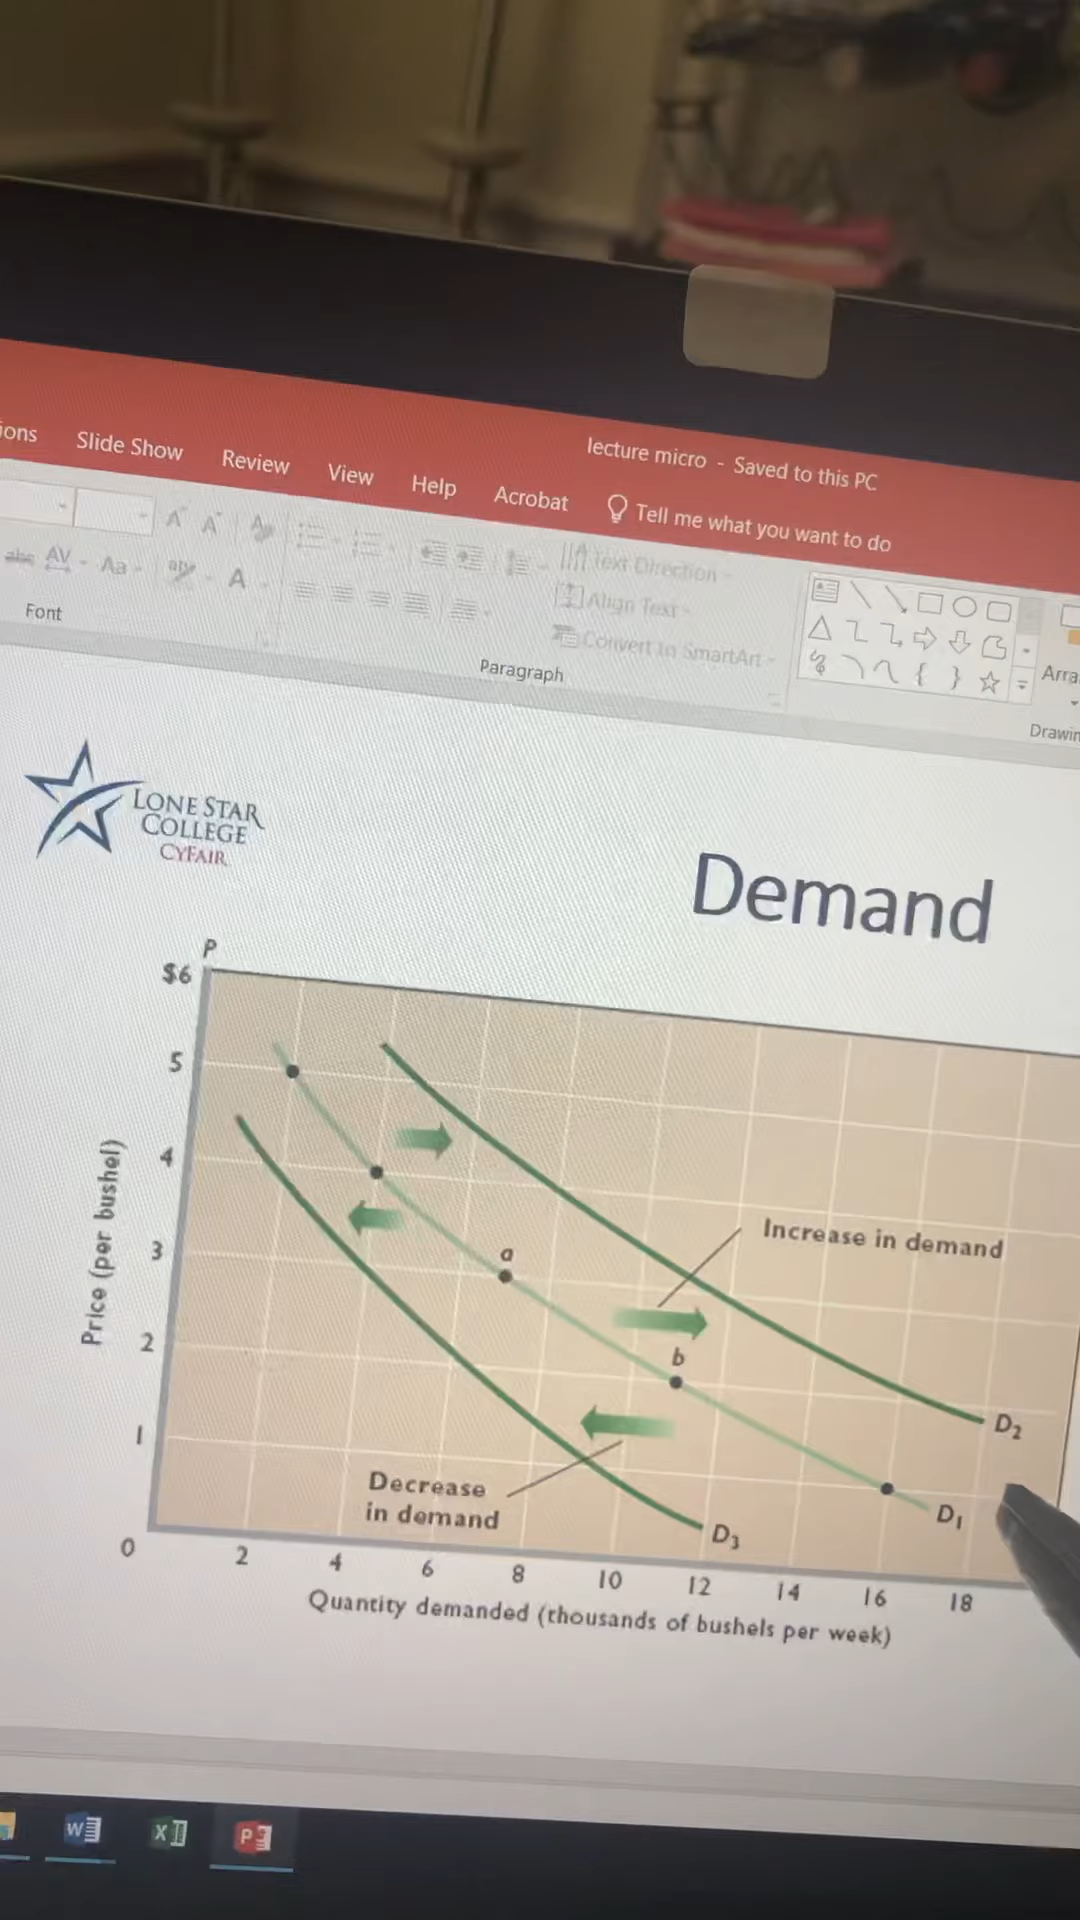 lecture micro - Saved to this PC
Slide Show Review View Help Acrobat Tell me what you want to do
Text Direction
Align Text
Convert to SmartArt
Font
Paragraph
LONE STAR
COLLEGE
CYFAIR
Demand
P
$6
5
4
3
2
1
0
Price (per bushel)
a
b
Increase in demand
Decrease
in demand
D2
D1
D3
2 4 6 8 10 12 14 16 18
Quantity demanded (thousands of bushels per week)